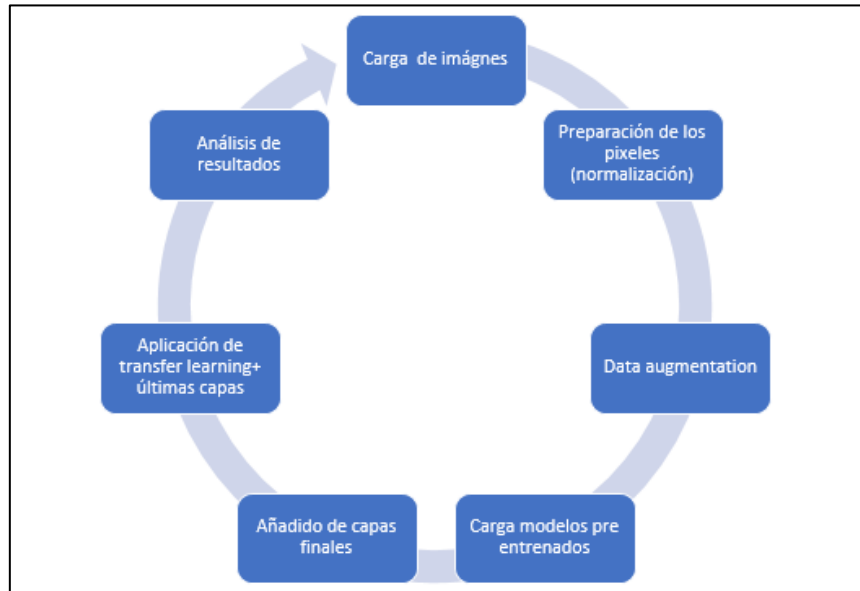 Carga de imágnes
Preparación de los
pixeles
(normalización)
Data augmentation
Carga modelos pre
entrenados
Añadido de capas
finales
Aplicación de
transfer learning+
últimas capas
Análisis de
resultados